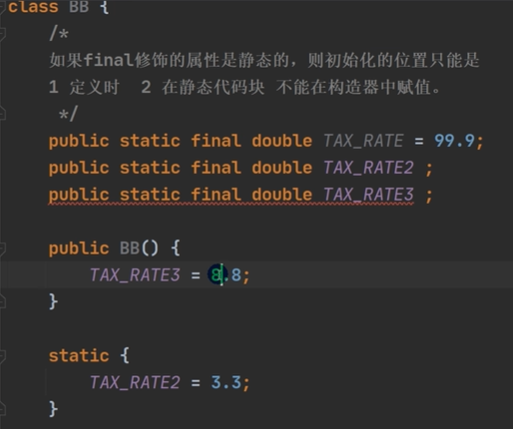 class BB {
/*
如果final修饰的属性是静态的，则初始化的位置只能是
1 定义时  2 在静态代码块 不能在构造器中赋值。
*/
public static final double TAX_RATE = 99.9;
public static final double TAX_RATE2 ;
public static final double TAX_RATE3 ;
public BB() {
TAX_RATE3 = 8.8;
}
static {
TAX_RATE2 = 3.3;
}